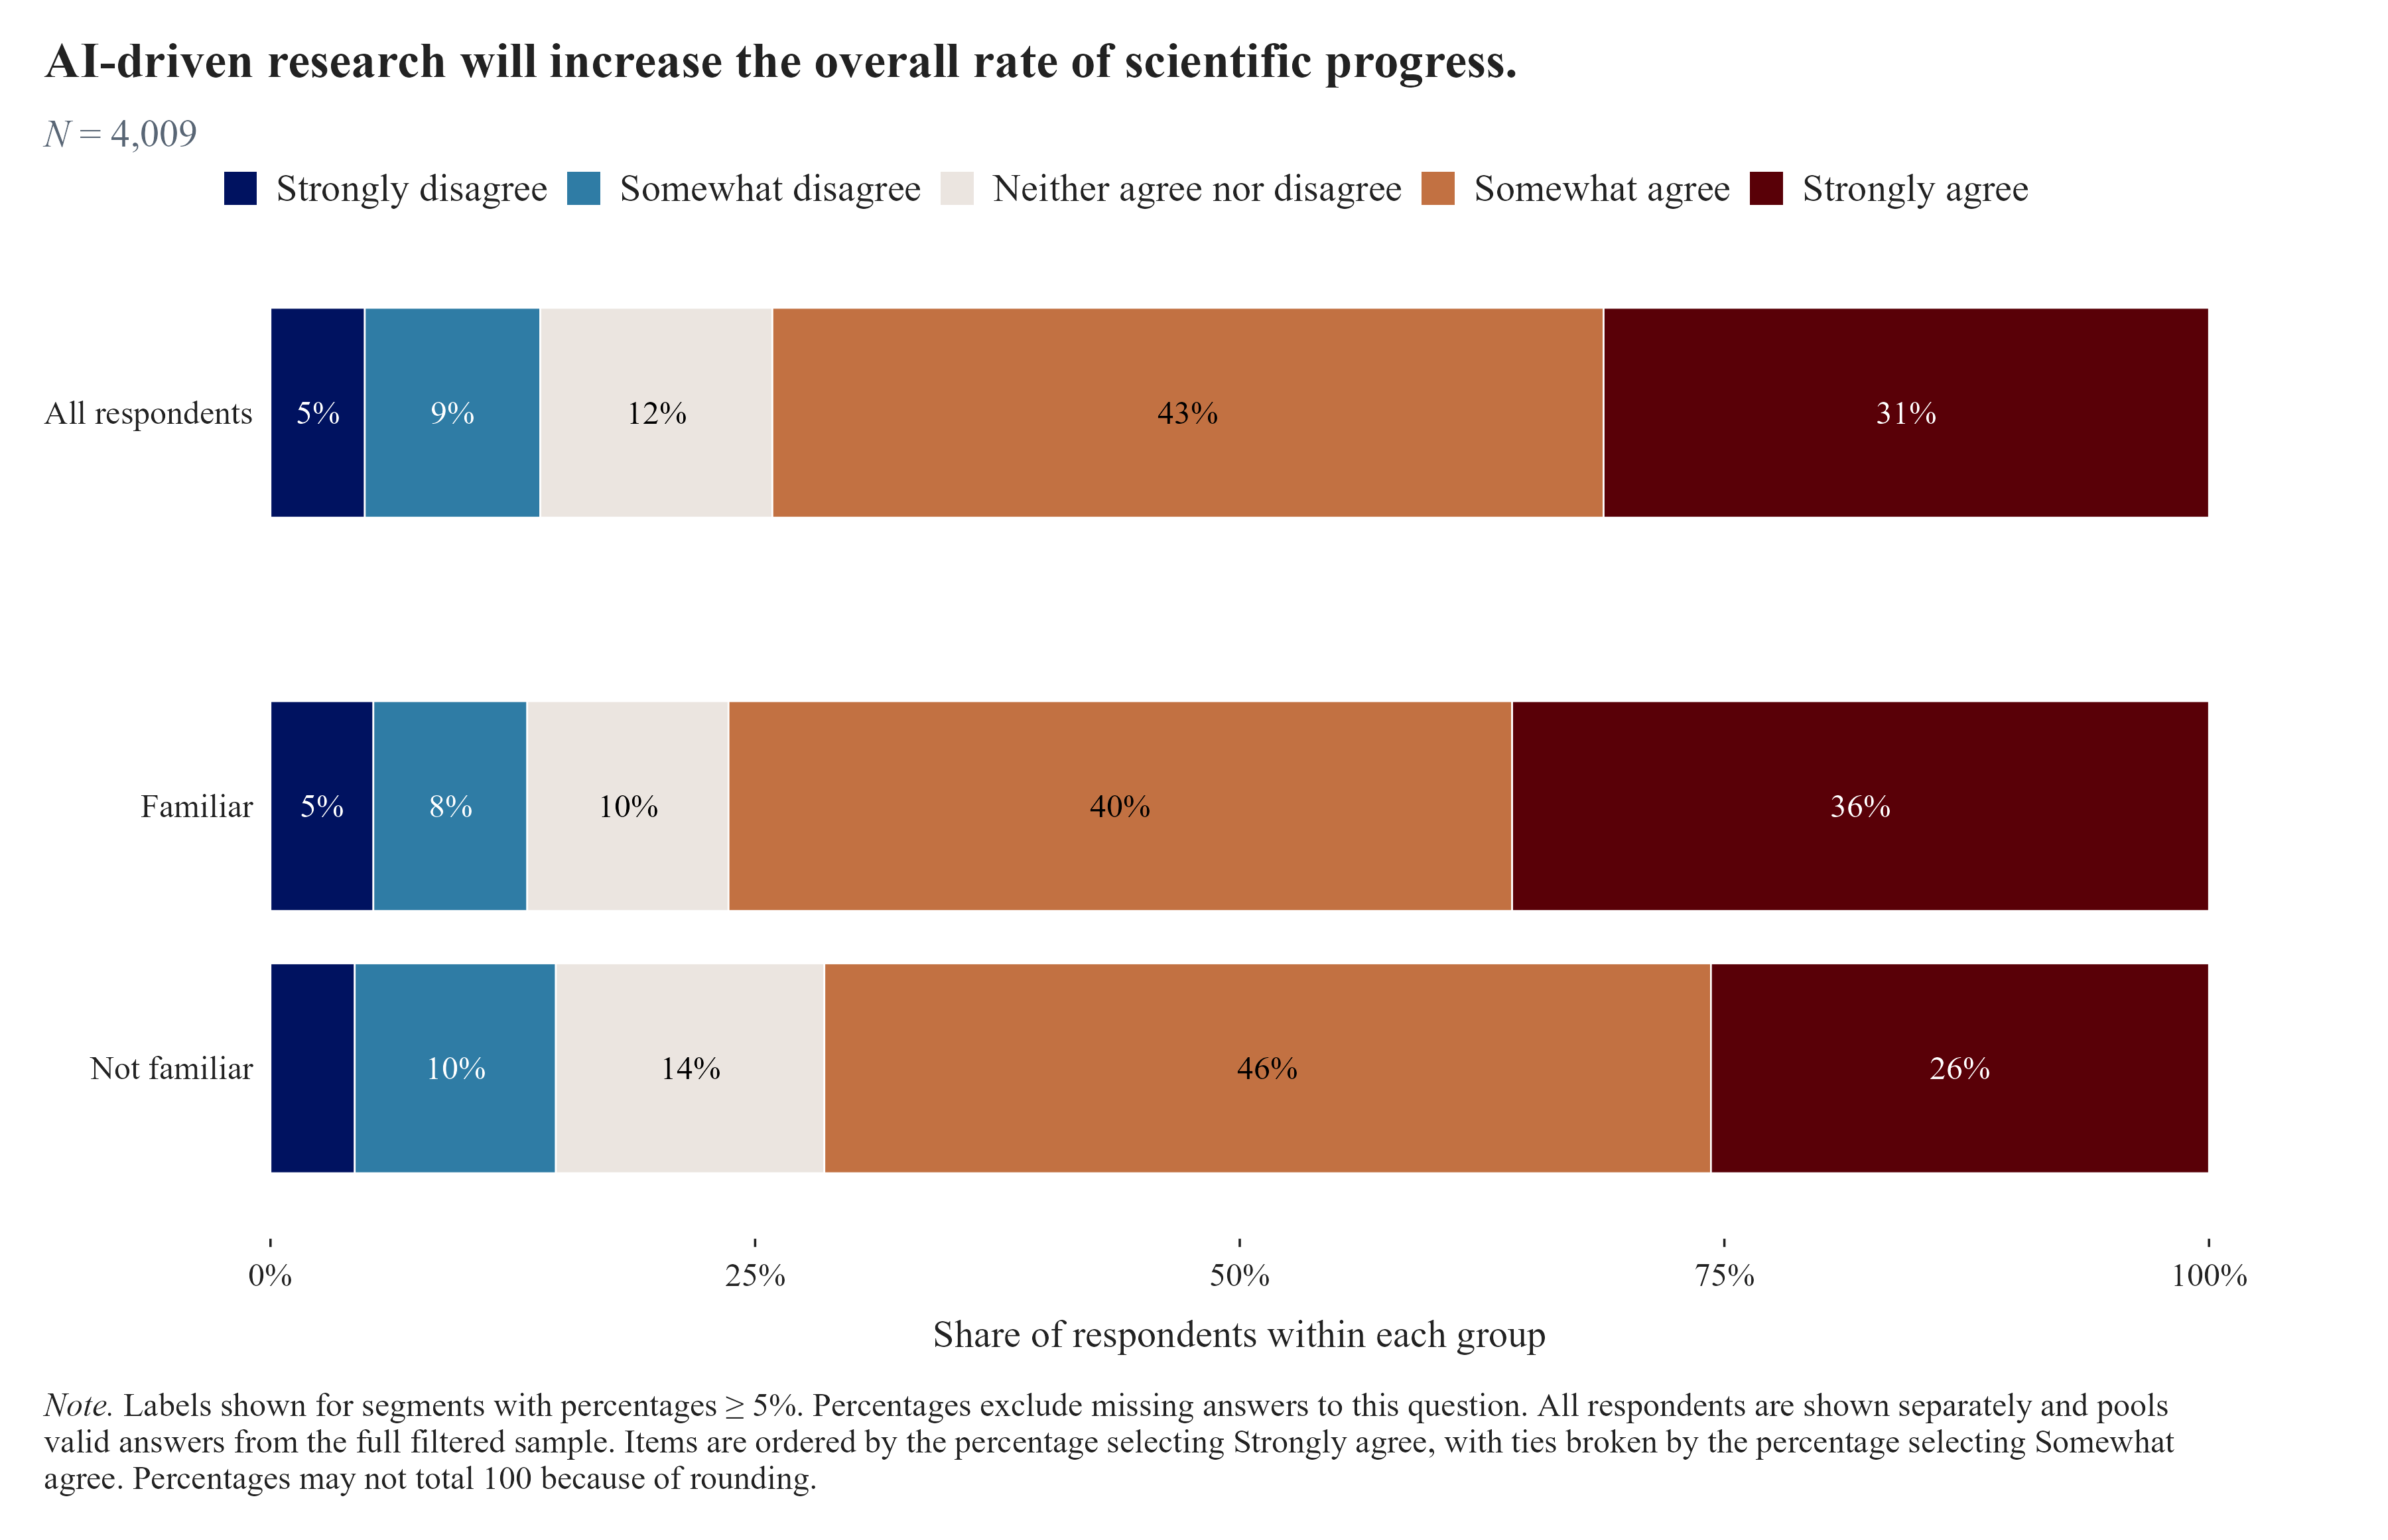 AI-driven research will increase the overall rate of scientific progress.
N = 4,009
Strongly disagree Somewhat disagree Neither agree nor disagree Somewhat agree Strongly agree
All respondents 5% 9% 12% 43% 31%
Familiar 5% 8% 10% 40% 36%
Not familiar 10% 14% 46% 26%
0% 25% 50% 75% 100%
Share of respondents within each group
Note. Labels shown for segments with percentages ≥ 5%. Percentages exclude missing answers to this question. All respondents are shown separately and pools
valid answers from the full filtered sample. Items are ordered by the percentage selecting Strongly agree, with ties broken by the percentage selecting Somewhat
agree. Percentages may not total 100 because of rounding.